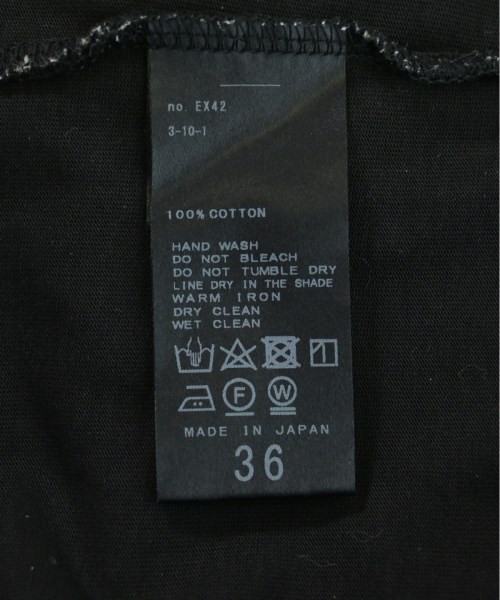 no. EX42
3-10-1
100% COTTON
HAND WASH
DO NOT BLEACH
DO NOT TUMBLE DRY
LINE DRY IN THE SHADE
WARM IRON
DRY CLEAN
WET CLEAN
F W
MADE IN JAPAN
36